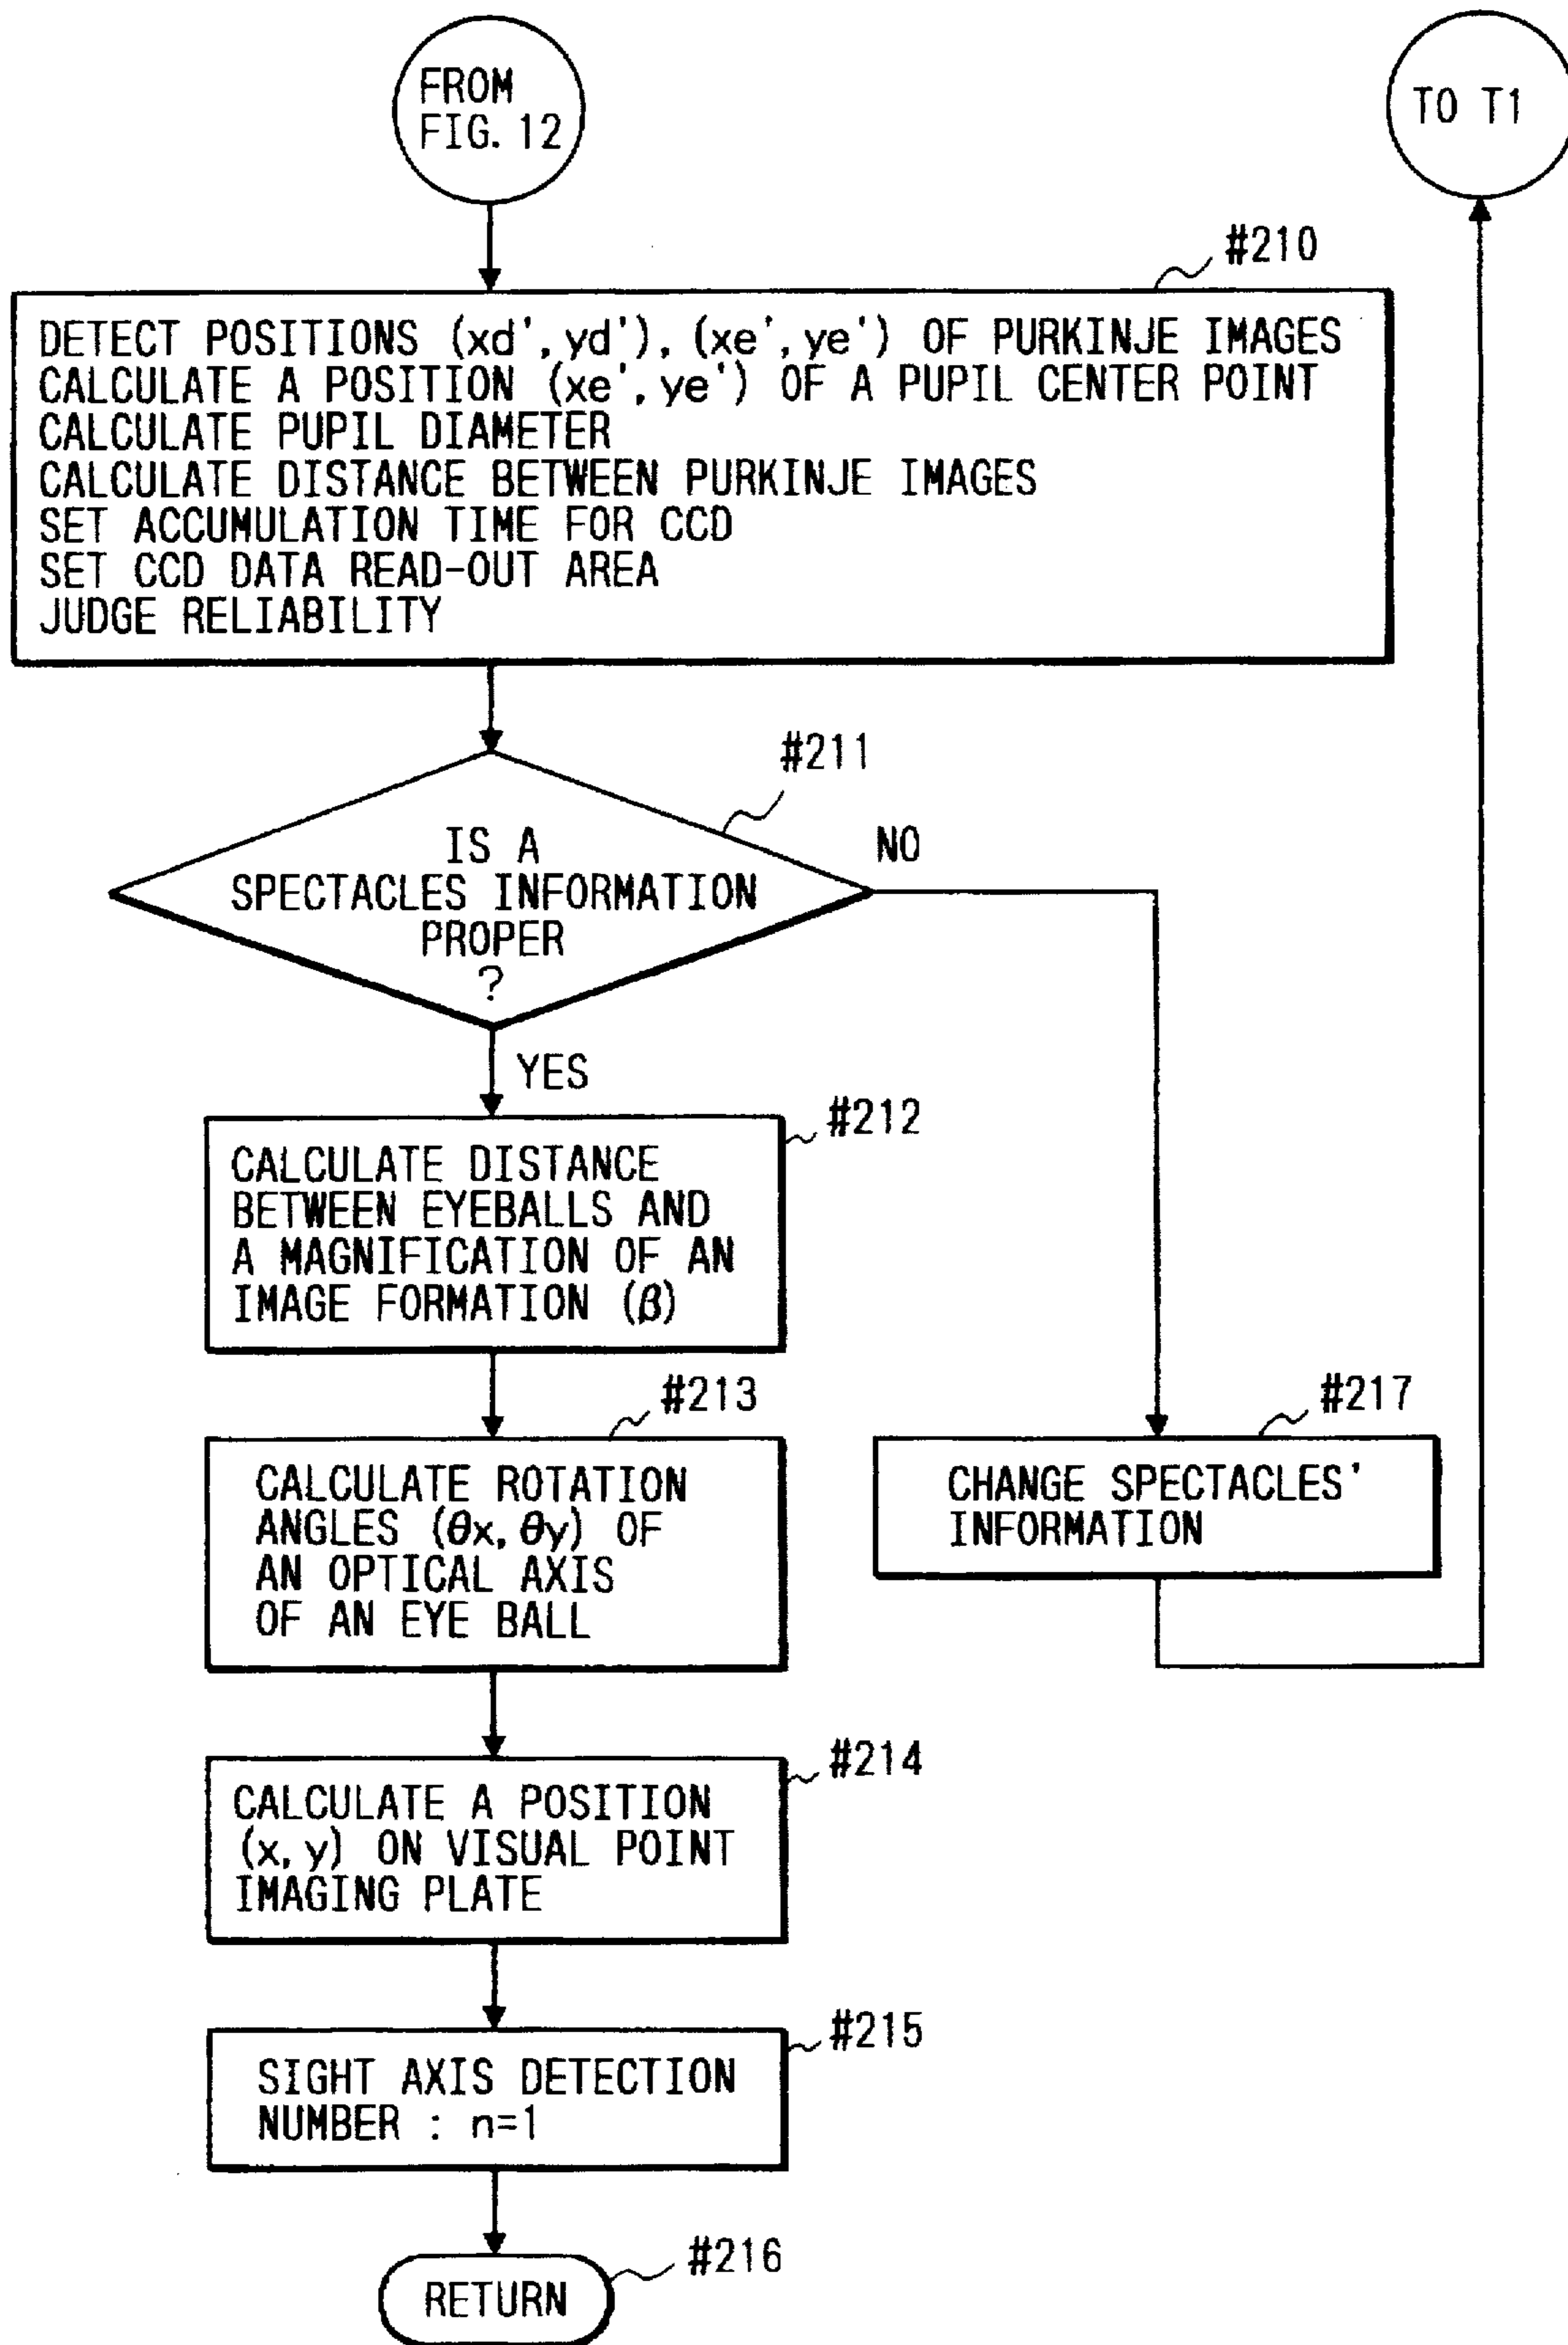 FROM
FIG. 12
TO T1
#210
DETECT POSITIONS (xd', yd'), (xe', ye') OF PURKINJE IMAGES
CALCULATE A POSITION (xe', ye') OF A PUPIL CENTER POINT
CALCULATE PUPIL DIAMETER
CALCULATE DISTANCE BETWEEN PURKINJE IMAGES
SET ACCUMULATION TIME FOR CCD
SET CCD DATA READ-OUT AREA
JUDGE RELIABILITY
#211
IS A
SPECTACLES INFORMATION
PROPER
?
NO
YES
#212
CALCULATE DISTANCE
BETWEEN EYEBALLS AND
A MAGNIFICATION OF AN
IMAGE FORMATION (β)
#213
CALCULATE ROTATION
ANGLES (θx, θy) OF
AN OPTICAL AXIS
OF AN EYE BALL
#217
CHANGE SPECTACLES'
INFORMATION
#214
CALCULATE A POSITION
(x, y) ON VISUAL POINT
IMAGING PLATE
#215
SIGHT AXIS DETECTION
NUMBER : n=1
#216
RETURN